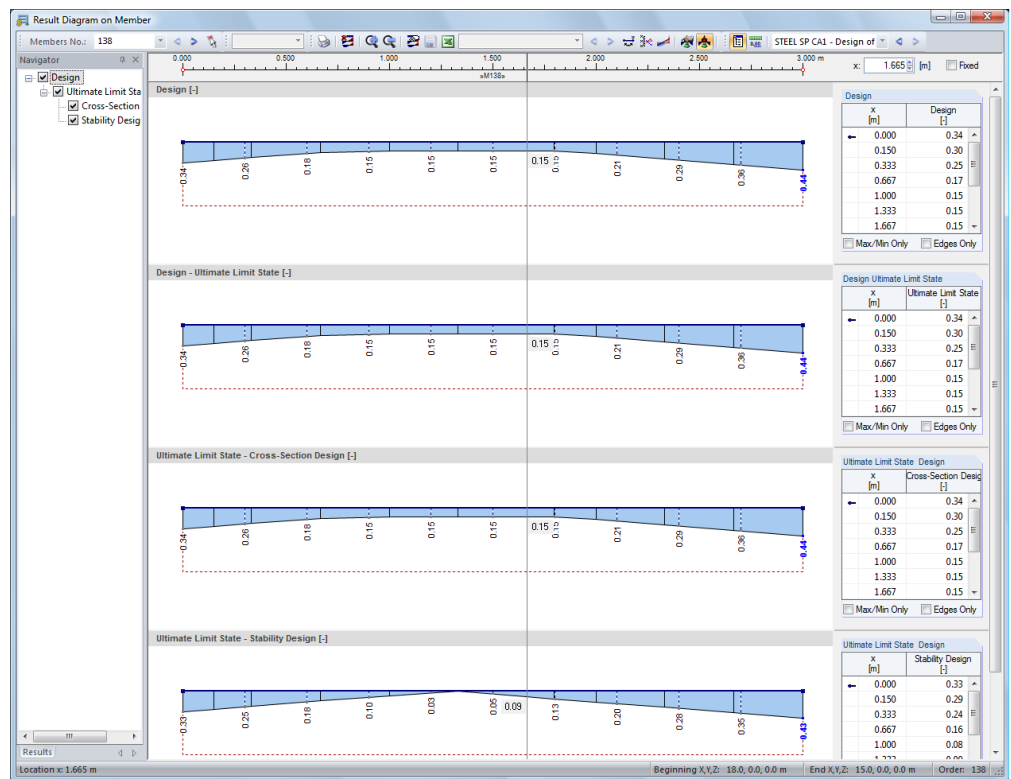 Result Diagram on Member
Members No.: 138
STEEL SP CA1 - Design of
Navigator
Design
Ultimate Limit Sta
Cross-Section
Stability Desig
0.000 0.500 1.000 1.500 2.000 2.500 3.000 m
»M138»
x: 1.665 [m] Fixed
Design [-]
0.34 0.26 0.18 0.15 0.15 0.15 0.15 0.15 0.21 0.29 0.36 0.44
Design
x Design
[m] [-]
0.000 0.34
0.150 0.30
0.333 0.25
0.667 0.17
1.000 0.15
1.333 0.15
1.667 0.15
Max/Min Only Edges Only
Design - Ultimate Limit State [-]
0.34 0.26 0.18 0.15 0.15 0.15 0.15 0.15 0.21 0.29 0.36 0.44
Design Ultimate Limit State
x Ultimate Limit State
[m] [-]
0.000 0.34
0.150 0.30
0.333 0.25
0.667 0.17
1.000 0.15
1.333 0.15
1.667 0.15
Max/Min Only Edges Only
Ultimate Limit State - Cross-Section Design [-]
0.34 0.26 0.18 0.15 0.15 0.15 0.15 0.15 0.21 0.29 0.36 0.44
Ultimate Limit State Design
x Cross-Section Desig
[m] [-]
0.000 0.34
0.150 0.30
0.333 0.25
0.667 0.17
1.000 0.15
1.333 0.15
1.667 0.15
Max/Min Only Edges Only
Ultimate Limit State - Stability Design [-]
0.33 0.25 0.18 0.10 0.03 0.05 0.09 0.13 0.20 0.28 0.35 0.43
Ultimate Limit State Design
x Stability Design
[m] [-]
0.000 0.33
0.150 0.29
0.333 0.24
0.667 0.16
1.000 0.08
Results
Location x: 1.665 m
Beginning X,Y,Z: 18.0, 0.0, 0.0 m
End X,Y,Z: 15.0, 0.0, 0.0 m
Order: 138